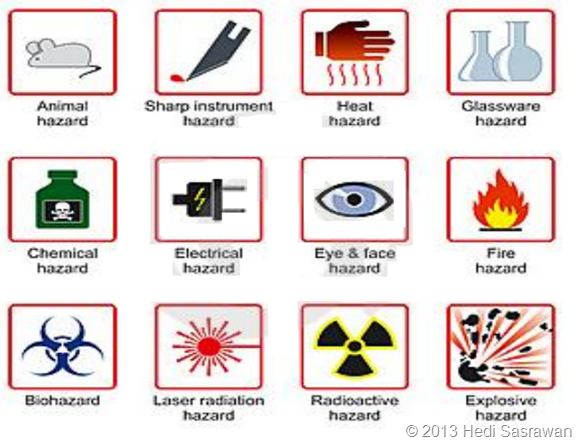 Animal
hazard
Sharp instrument
hazard
Heat
hazard
Glassware
hazard
Chemical
hazard
Electrical
hazard
Eye & face
hazard
Fire
hazard
Biohazard
Laser radiation
hazard
Radioactive
hazard
Explosive
hazard
© 2013 Hedi Sasrawan